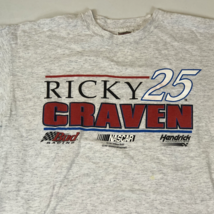 RICKY 25
CRAVEN
Bud NASCAR Hendrick
RACING